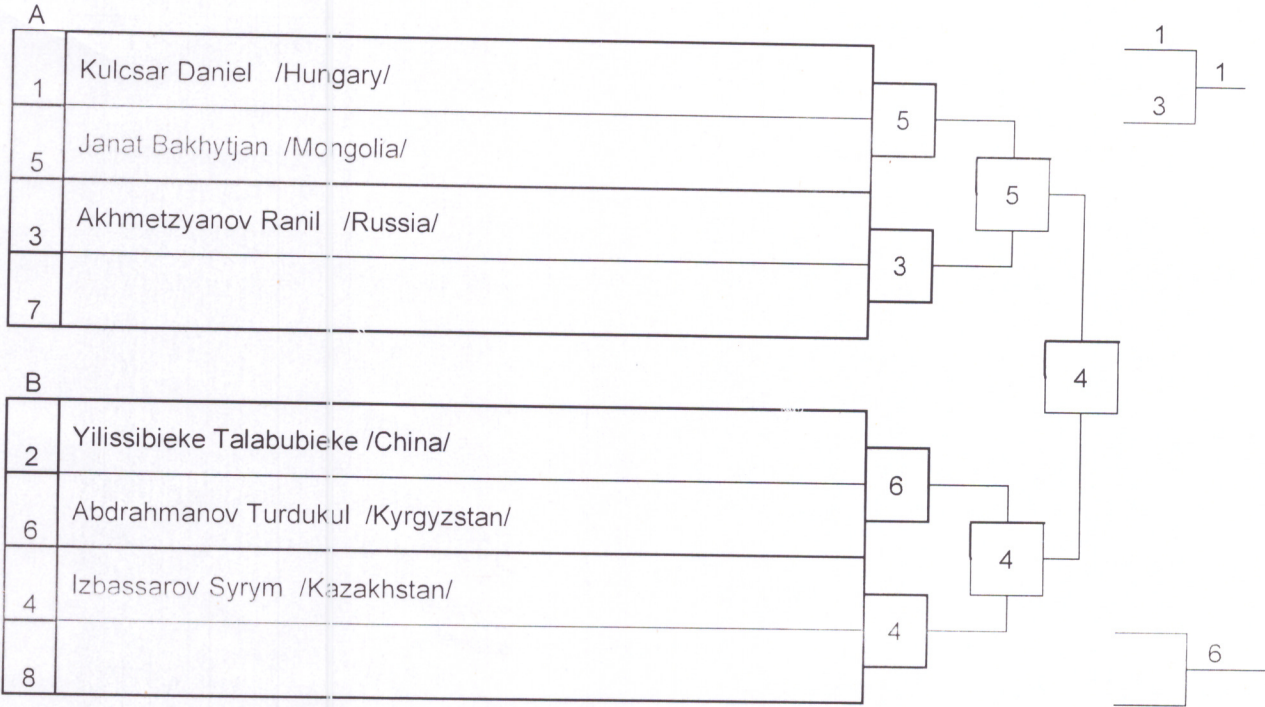 A
1 Kulcsar Daniel /Hungary/
5 Janat Bakhytjan /Mongolia/
3 Akhmetzyanov Ranil /Russia/
7
5
3
5
1
3
1
4
B
2 Yilissibieke Talabubieke /China/
6 Abdrahmanov Turdukul /Kyrgyzstan/
4 Izbassarov Syrym /Kazakhstan/
8
6
4
4
6